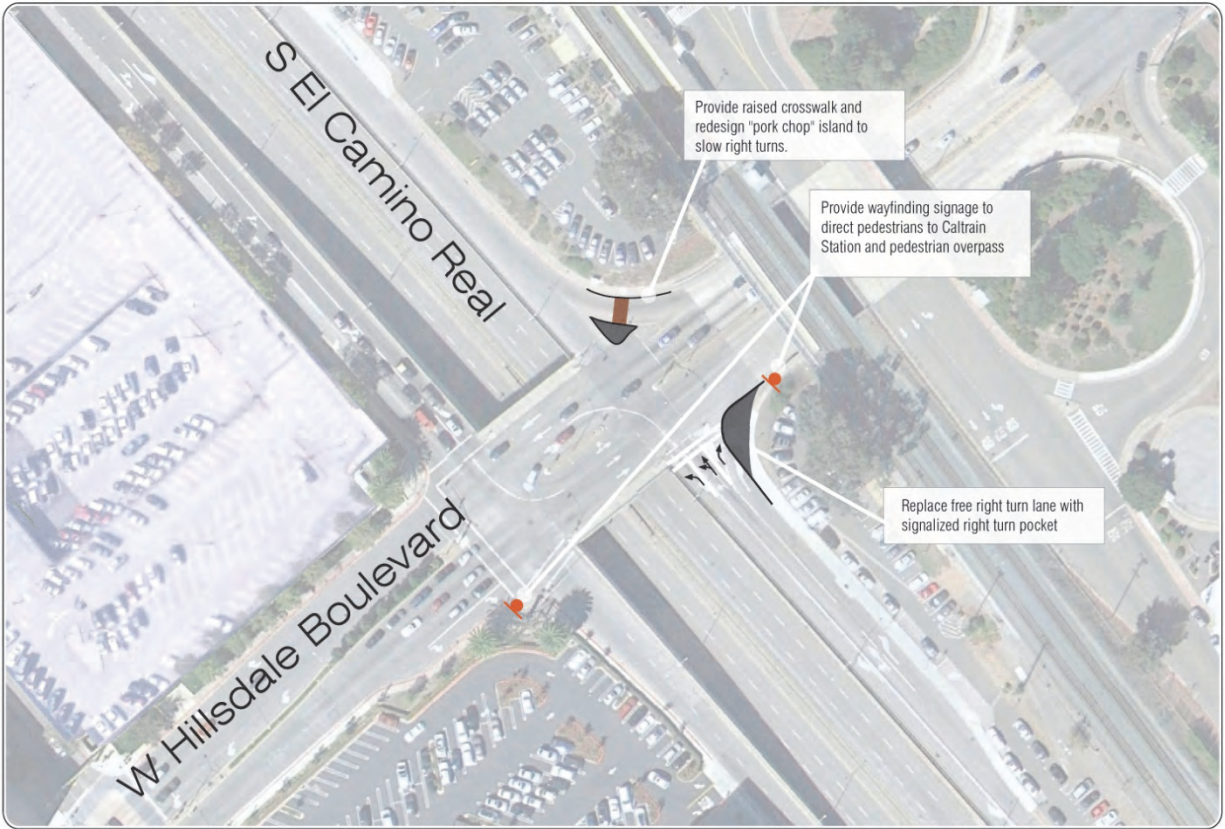 S El Camino Real
Provide raised crosswalk and
redesign "pork chop" island to
slow right turns.
Provide wayfinding signage to
direct pedestrians to Caltrain
Station and pedestrian overpass
Replace free right turn lane with
signalized right turn pocket
W Hillsdale Boulevard